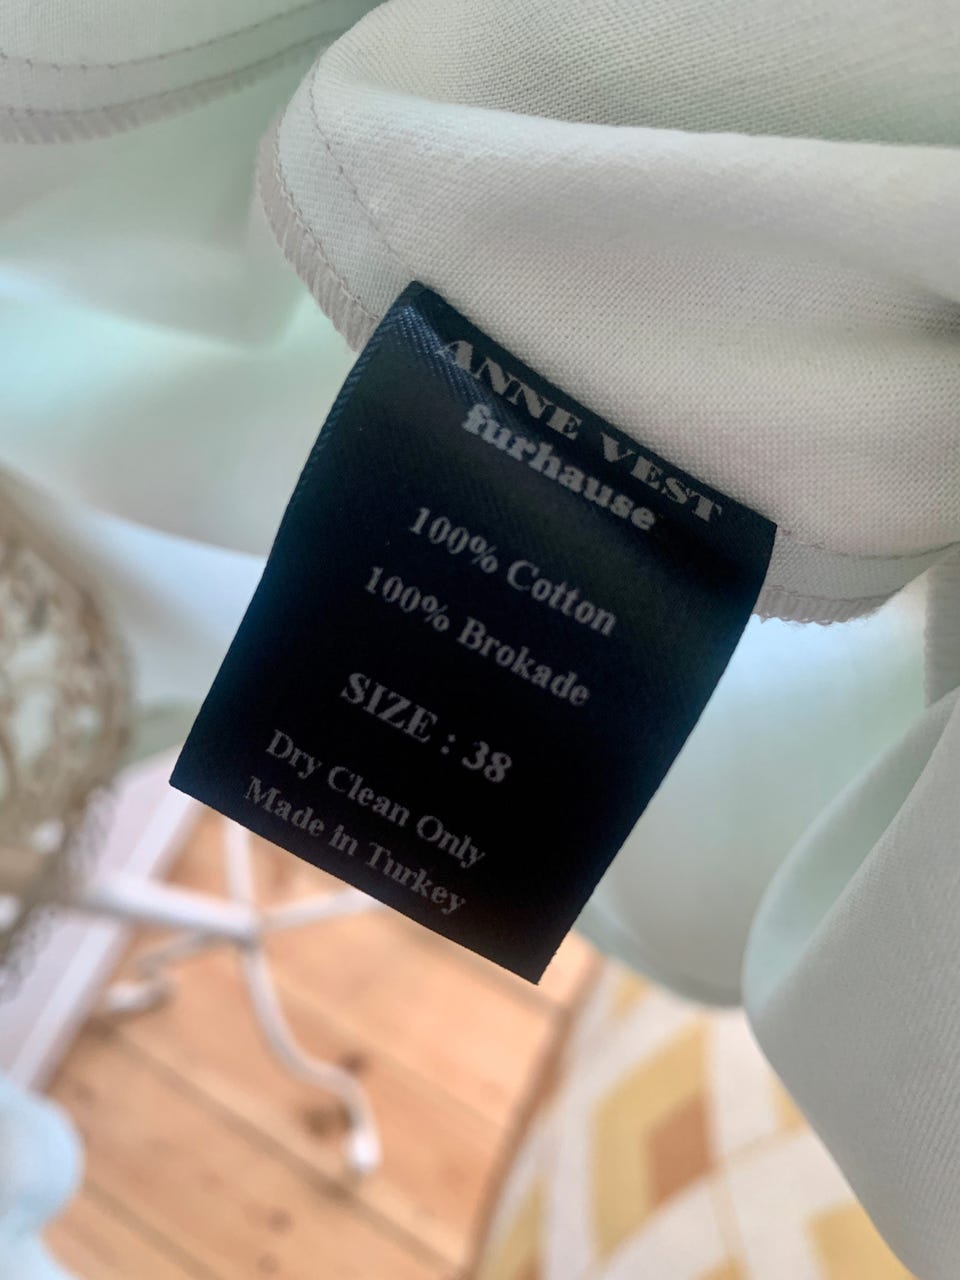 ANNE VEST
furhause
100% Cotton
100% Brokade
SIZE : 38
Dry Clean Only
Made in Turkey